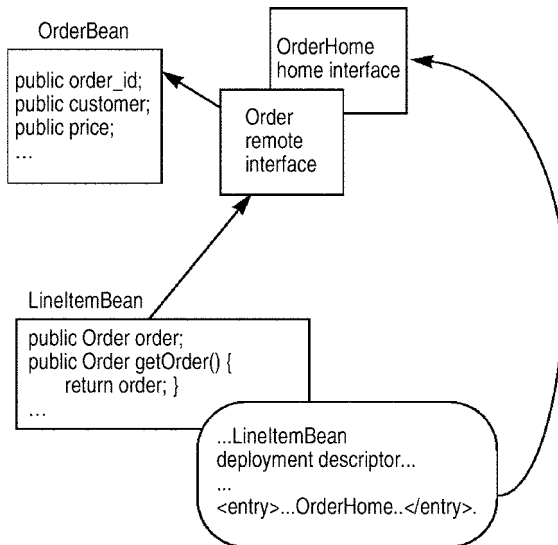 OrderBean
public order_id;
public customer;
public price;
...
OrderHome
home interface
Order
remote
interface
LineItemBean
public Order order;
public Order getOrder() {
return order; }
...
...LineItemBean
deployment descriptor...
...
<entry>...OrderHome..</entry>.